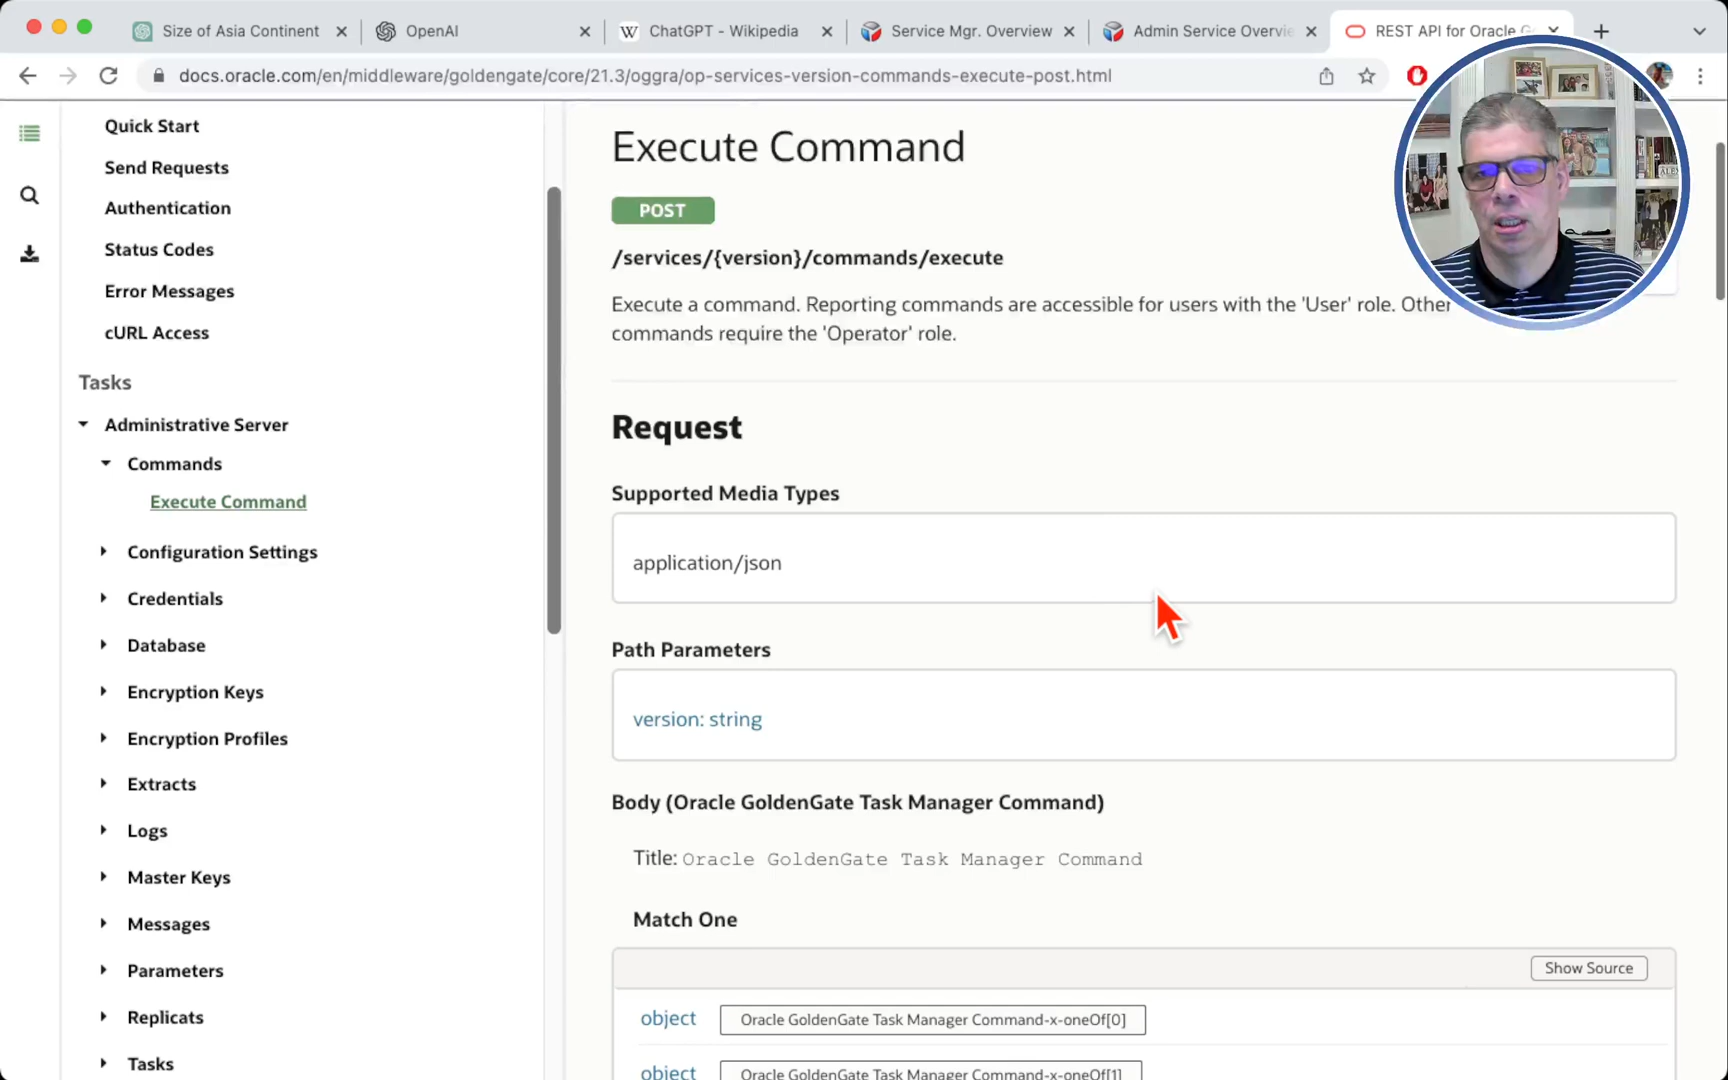 Size of Asia Continent
OpenAI
ChatGPT - Wikipedia
Service Mgr. Overview
Admin Service Overvie
REST API for Oracle G
docs.oracle.com/en/middleware/goldengate/core/21.3/oggra/op-services-version-commands-execute-post.html
Quick Start
Send Requests
Authentication
Status Codes
Error Messages
cURL Access
Tasks
Administrative Server
Commands
Execute Command
Configuration Settings
Credentials
Database
Encryption Keys
Encryption Profiles
Extracts
Logs
Master Keys
Messages
Parameters
Replicats
Tasks
Execute Command
POST
/services/{version}/commands/execute
Execute a command. Reporting commands are accessible for users with the 'User' role. Other
commands require the 'Operator' role.
Request
Supported Media Types
application/json
Path Parameters
version: string
Body (Oracle GoldenGate Task Manager Command)
Title: Oracle GoldenGate Task Manager Command
Match One
Show Source
object Oracle GoldenGate Task Manager Command-x-oneOf[0]
object Oracle GoldenGate Task Manager Command-x-oneOf[1]